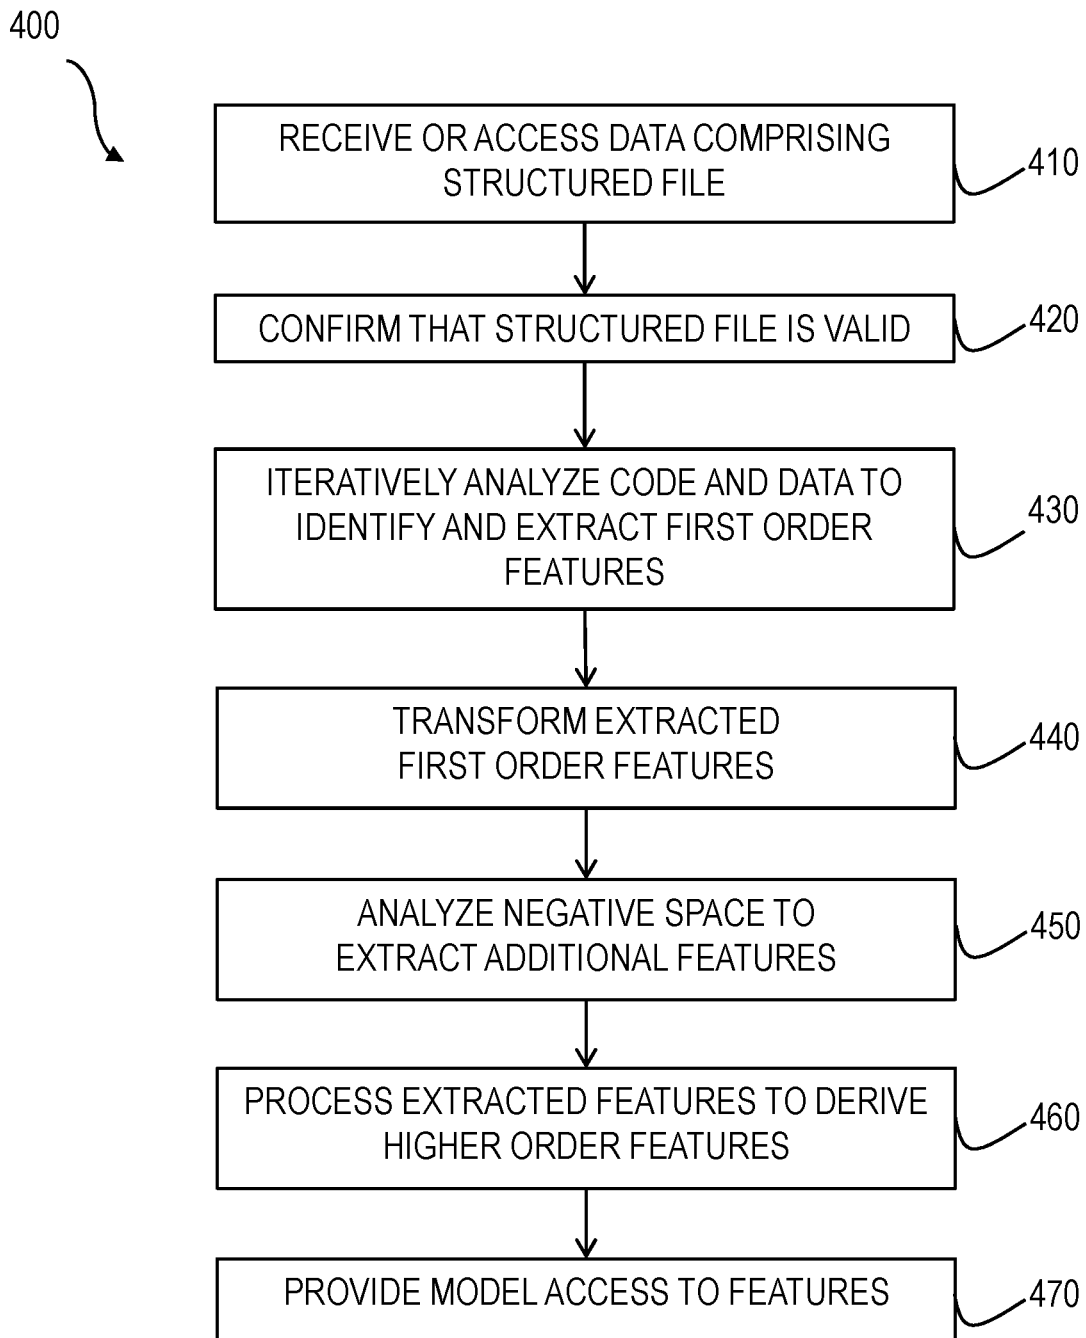 400
RECEIVE OR ACCESS DATA COMPRISING
STRUCTURED FILE
410
CONFIRM THAT STRUCTURED FILE IS VALID
420
ITERATIVELY ANALYZE CODE AND DATA TO
IDENTIFY AND EXTRACT FIRST ORDER
FEATURES
430
TRANSFORM EXTRACTED
FIRST ORDER FEATURES
440
ANALYZE NEGATIVE SPACE TO
EXTRACT ADDITIONAL FEATURES
450
PROCESS EXTRACTED FEATURES TO DERIVE
HIGHER ORDER FEATURES
460
PROVIDE MODEL ACCESS TO FEATURES
470